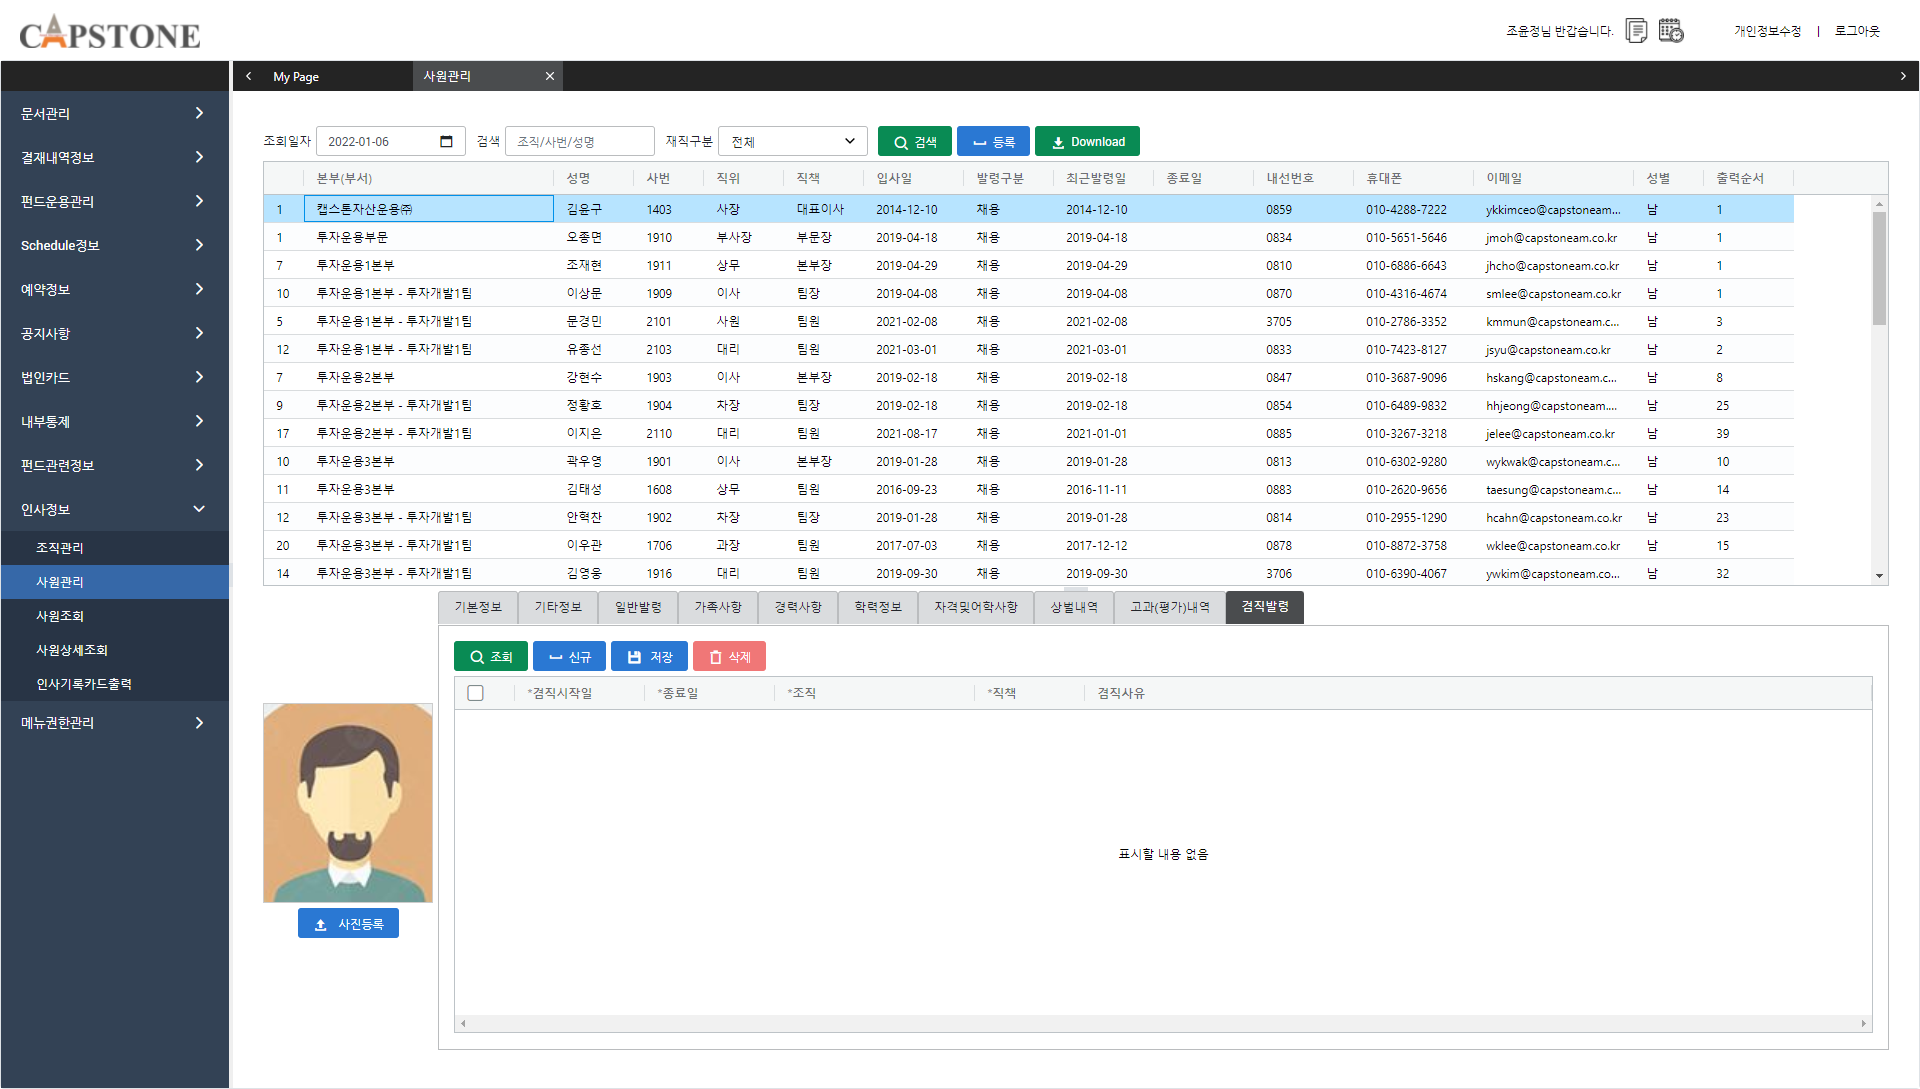 CAPSTONE
조윤정님 반갑습니다.
개인정보수정 | 로그아웃
My Page
사원관리
문서관리
결재내역정보
펀드운용관리
Schedule정보
예약정보
공지사항
법인카드
내부통제
펀드관련정보
인사정보
조직관리
사원관리
사원조회
사원상세조회
인사기록카드출력
메뉴권한관리
조회일자 2022-01-06 검색 조직/사번/성명 재직구분 전체 검색 등록 Download
본부(부서) 성명 사번 직위 직책 입사일 발령구분 최근발령일 종료일 내선번호 휴대폰 이메일 성별 출력순서
1 캡스톤자산운용㈜ 김윤구 1403 사장 대표이사 2014-12-10 채용 2014-12-10 0859 010-4288-7222 ykkimceo@capstoneam... 남 1
1 투자운용부문 오종면 1910 부사장 부문장 2019-04-18 채용 2019-04-18 0834 010-5651-5646 jmoh@capstoneam.co.kr 남 1
7 투자운용1본부 조재현 1911 상무 본부장 2019-04-29 채용 2019-04-29 0810 010-6886-6643 jhcho@capstoneam.co.kr 남 1
10 투자운용1본부 - 투자개발1팀 이상문 1909 이사 팀장 2019-04-08 채용 2019-04-08 0870 010-4316-4674 smlee@capstoneam.co.kr 남 1
5 투자운용1본부 - 투자개발1팀 문경민 2101 사원 팀원 2021-02-08 채용 2021-02-08 3705 010-2786-3352 kmmun@capstoneam.c... 남 3
12 투자운용1본부 - 투자개발1팀 유종선 2103 대리 팀원 2021-03-01 채용 2021-03-01 0833 010-7423-8127 jsyu@capstoneam.co.kr 남 2
7 투자운용2본부 강현수 1903 이사 본부장 2019-02-18 채용 2019-02-18 0847 010-3687-9096 hskang@capstoneam.c... 남 8
9 투자운용2본부 - 투자개발1팀 정황호 1904 차장 팀장 2019-02-18 채용 2019-02-18 0854 010-6489-9832 hhjeong@capstoneam.... 남 25
17 투자운용2본부 - 투자개발1팀 이지은 2110 대리 팀원 2021-08-17 채용 2021-01-01 0885 010-3267-3218 jelee@capstoneam.co.kr 남 39
10 투자운용3본부 곽우영 1901 이사 본부장 2019-01-28 채용 2019-01-28 0813 010-6302-9280 wykwak@capstoneam.c... 남 10
11 투자운용3본부 김태성 1608 상무 팀원 2016-09-23 채용 2016-11-11 0883 010-2620-9656 taesung@capstoneam.c... 남 14
12 투자운용3본부 - 투자개발1팀 안혁찬 1902 차장 팀장 2019-01-28 채용 2019-01-28 0814 010-2955-1290 hcahn@capstoneam.co.kr 남 23
20 투자운용3본부 - 투자개발1팀 이우관 1706 과장 팀원 2017-07-03 채용 2017-12-12 0878 010-8872-3758 wklee@capstoneam.co.kr 남 15
14 투자운용3본부 - 투자개발1팀 김영웅 1916 대리 팀원 2019-09-30 채용 2019-09-30 3706 010-6390-4067 ywkim@capstoneam.co... 남 32
기본정보 기타정보 일반발령 가족사항 경력사항 학력정보 자격및어학사항 상벌내역 고과(평가)내역 겸직발령
조회 신규 저장 삭제
*겸직시작일 *종료일 *조직 *직책 겸직사유
표시할 내용 없음
사진등록